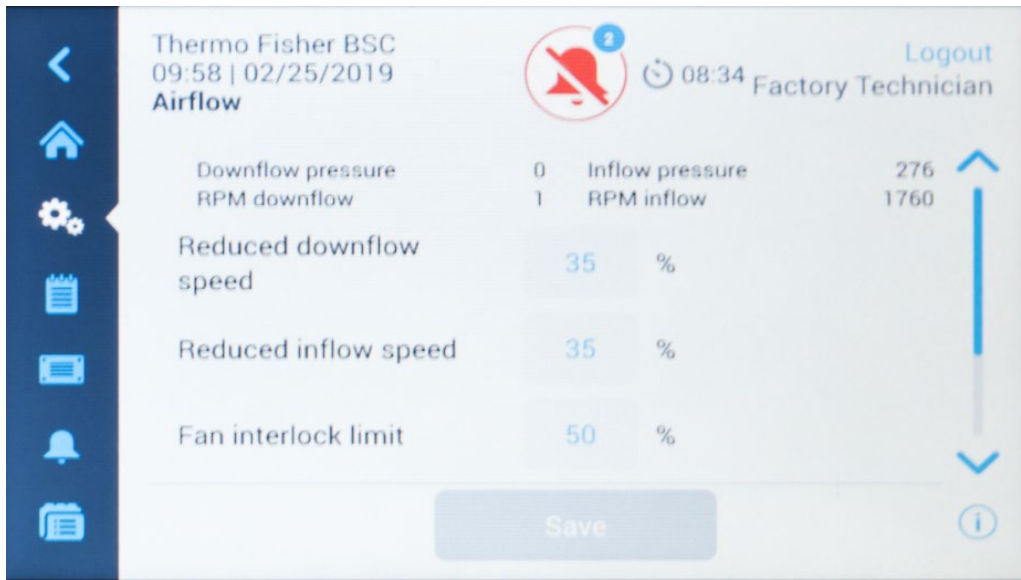 Thermo Fisher BSC
09:58 | 02/25/2019
Airflow
2
08:34
Logout
Factory Technician
Downflow pressure 0 Inflow pressure 276
RPM downflow 1 RPM inflow 1760
Reduced downflow
speed
35 %
Reduced inflow speed 35 %
Fan interlock limit 50 %
Save
i